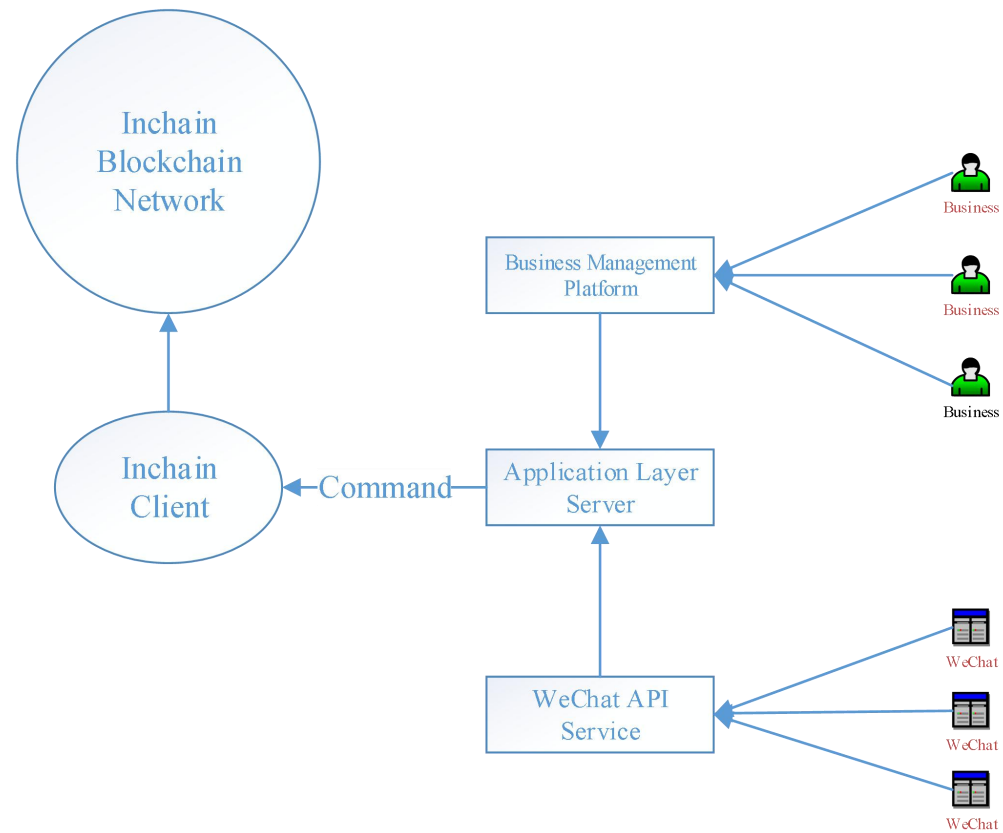 Inchain
Blockchain
Network
Business
Business Management
Platform
Business
Business
Inchain
Client
Command
Application Layer
Server
WeChat
WeChat API
Service
WeChat
WeChat